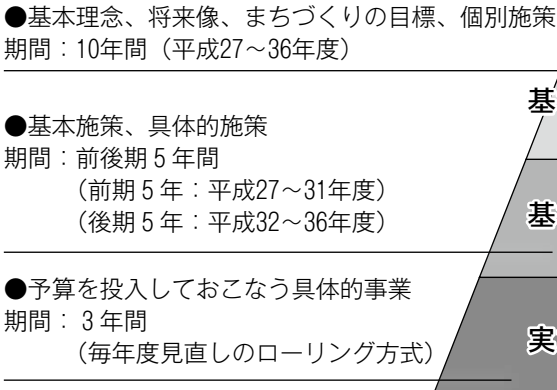 ●基本理念、将来像、まちづくりの目標、個別施策
期間：10年間（平成27～36年度）
基
●基本施策、具体的施策
期間：前後期５年間
（前期５年：平成27～31年度）
（後期５年：平成32～36年度）
基
●予算を投入しておこなう具体的事業
期間：３年間
（毎年度見直しのローリング方式）
実